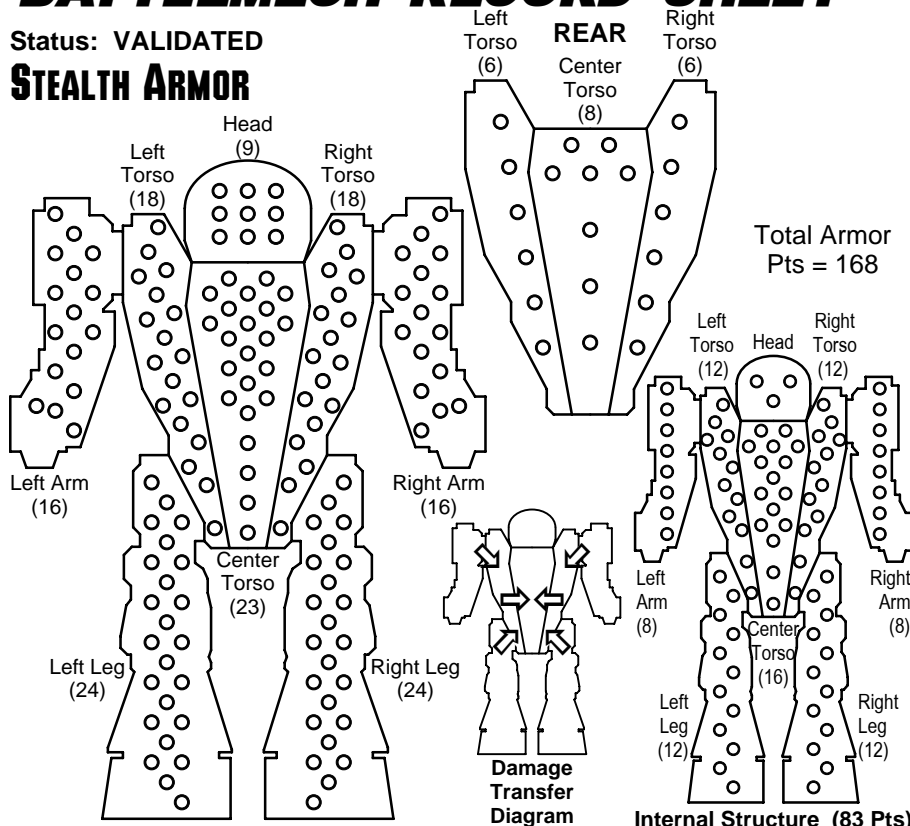 BATTLEMECH RECORD SHEET
Status: VALIDATED
STEALTH ARMOR
Left
Torso
(6)
REAR
Center
Torso
(8)
Right
Torso
(6)
Left
Torso
(18)
Head
(9)
Right
Torso
(18)
Total Armor
Pts = 168
Left Arm
(16)
Right Arm
(16)
Center
Torso
(23)
Left Leg
(24)
Right Leg
(24)
Damage
Transfer
Diagram
Left
Torso
(12)
Head
Right
Torso
(12)
Left
Arm
(8)
Right
Arm
(8)
Center
Torso
(16)
Left
Leg
(12)
Right
Leg
(12)
Internal Structure (83 Pts)